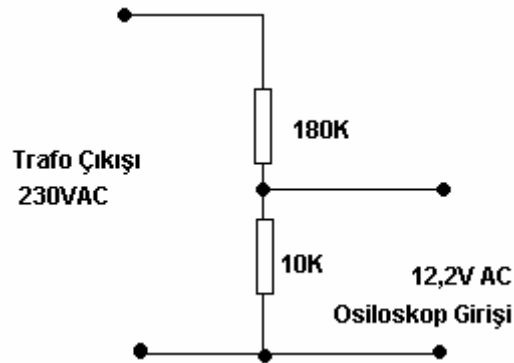 180K
Trafo Çıkışı
230VAC
10K
12,2V AC
Osiloskop Girişi